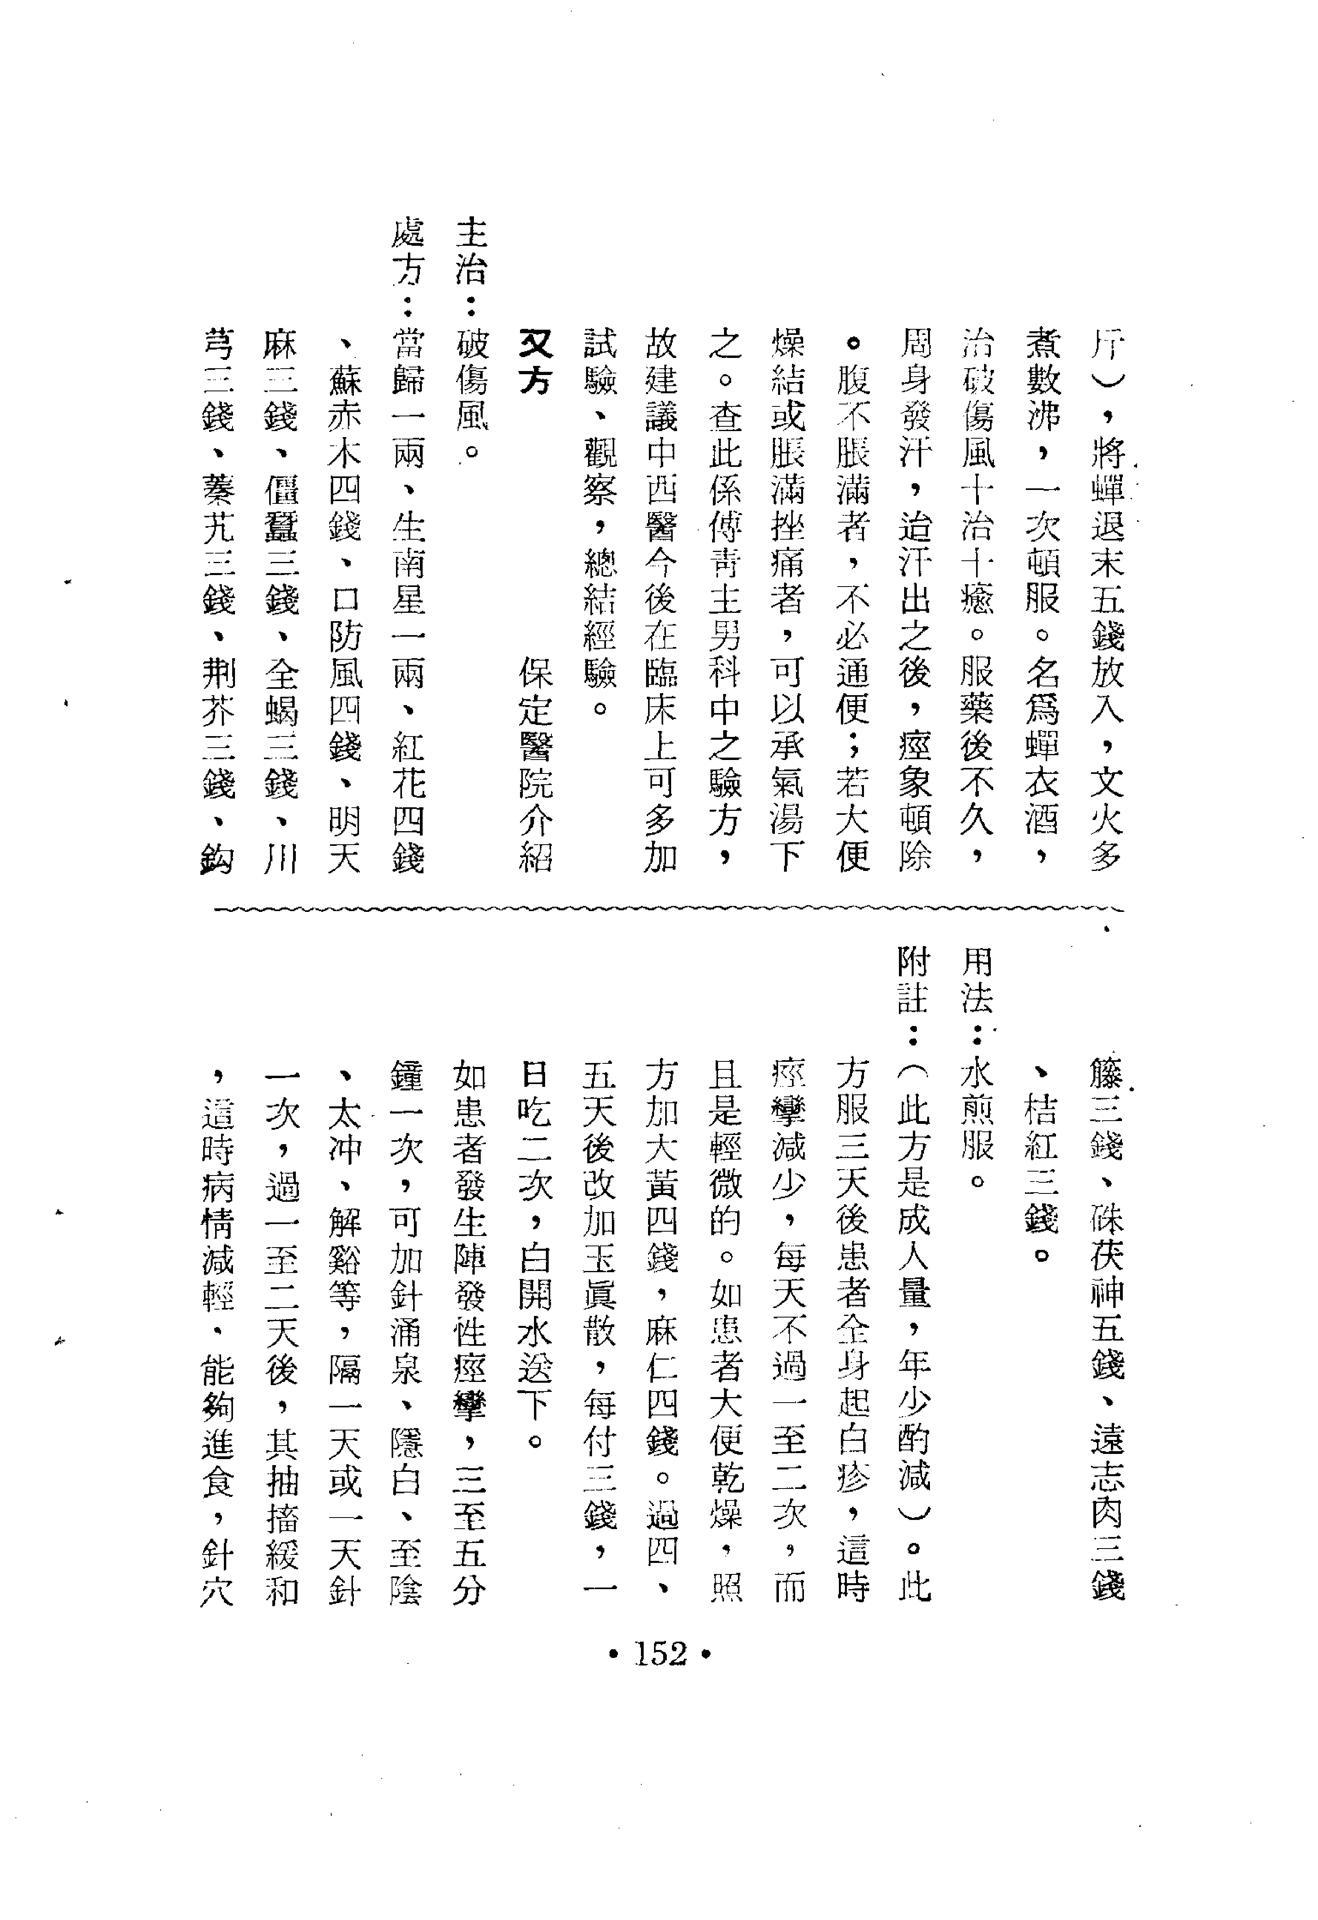 斤），將蟬退末五錢放入，文火多
煮數沸，一次頓服。名爲蟬衣酒，
治破傷風十治十癒。服藥後不久，
周身發汗，迨汗出之後，痙象頓除
。腹不脹滿者，不必通便；若大便
燥結或脹滿挫痛者，可以承氣湯下
之。查此係傅靑主男科中之驗方，
故建議中西醫今後在臨床上可多加
試驗、觀察，總結經驗。
又方　保定醫院介紹
主治：破傷風。
處方：當歸一兩、生南星一兩、紅花四錢
、蘇赤木四錢、口防風四錢、明天
麻三錢、僵蠶三錢、全蝎三錢、川
芎三錢、蓁艽三錢、荆芥三錢、鈎
籐三錢、硃茯神五錢、遠志肉三錢
、桔紅三錢。
用法：水煎服。
附註：（此方是成人量，年少酌減）。此
方服三天後患者全身起白疹，這時
痙攣減少，每天不過一至二次，而
且是輕微的。如患者大便乾燥，照
方加大黃四錢，麻仁四錢。過四、
五天後改加玉眞散，每付三錢，一
日吃二次，白開水送下。
如患者發生陣發性痙攣，三至五分
鐘一次，可加針涌泉、隱白、至陰
、太冲、解谿等，隔一天或一天針
一次，過一至二天後，其抽搐緩和
，這時病情減輕、能夠進食，針穴
• 152 •